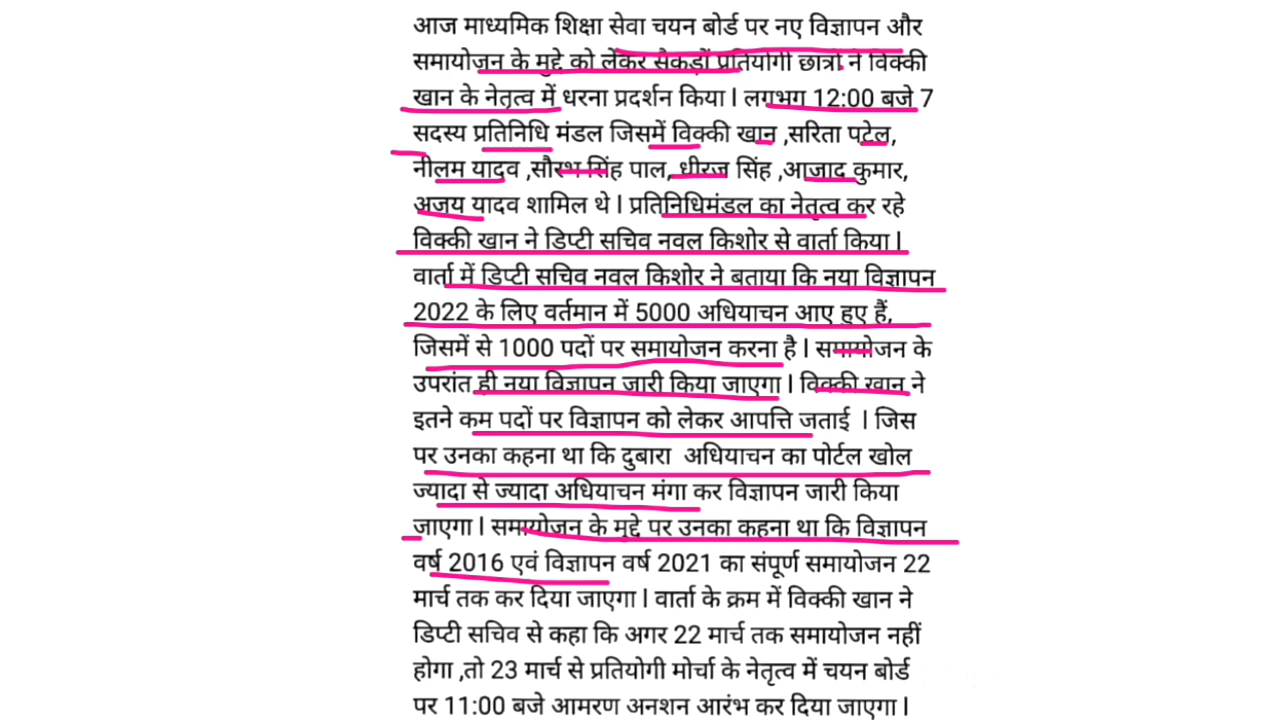 आज माध्यमिक शिक्षा सेवा चयन बोर्ड पर नए विज्ञापन और
समायोजन के मुद्दे को लेकर सैकड़ों प्रतियोगी छात्रों ने विक्की
खान के नेतृत्व में धरना प्रदर्शन किया। लगभग 12:00 बजे 7
सदस्य प्रतिनिधि मंडल जिसमें विक्की खान ,सरिता पटेल,
नीलम यादव ,सौरभ सिंह पाल, धीरज सिंह ,आजाद कुमार,
अजय यादव शामिल थे। प्रतिनिधिमंडल का नेतृत्व कर रहे
विक्की खान ने डिप्टी सचिव नवल किशोर से वार्ता किया।
वार्ता में डिप्टी सचिव नवल किशोर ने बताया कि नया विज्ञापन
2022 के लिए वर्तमान में 5000 अधियाचन आए हुए हैं,
जिसमें से 1000 पदों पर समायोजन करना है। समायोजन के
उपरांत ही नया विज्ञापन जारी किया जाएगा। विक्की खान ने
इतने कम पदों पर विज्ञापन को लेकर आपत्ति जताई । जिस
पर उनका कहना था कि दुबारा अधियाचन का पोर्टल खोल
ज्यादा से ज्यादा अधियाचन मंगा कर विज्ञापन जारी किया
जाएगा। समायोजन के मुद्दे पर उनका कहना था कि विज्ञापन
वर्ष 2016 एवं विज्ञापन वर्ष 2021 का संपूर्ण समायोजन 22
मार्च तक कर दिया जाएगा। वार्ता के क्रम में विक्की खान ने
डिप्टी सचिव से कहा कि अगर 22 मार्च तक समायोजन नहीं
होगा ,तो 23 मार्च से प्रतियोगी मोर्चा के नेतृत्व में चयन बोर्ड
पर 11:00 बजे आमरण अनशन आरंभ कर दिया जाएगा।